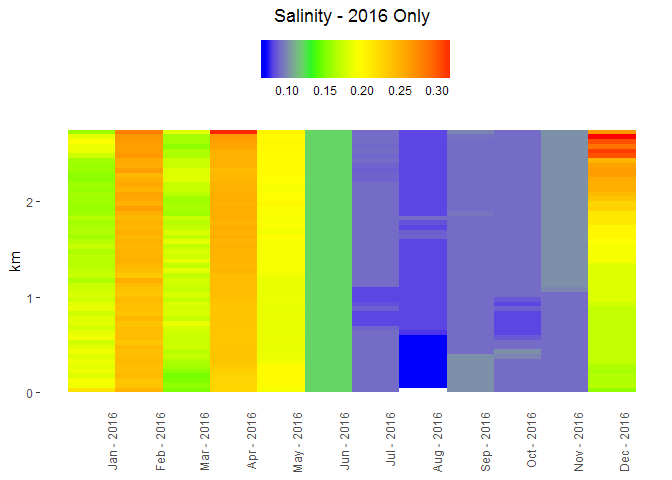 Salinity - 2016 Only
0.10 0.15 0.20 0.25 0.30
km
2
1
0
Jan - 2016
Feb - 2016
Mar - 2016
Apr - 2016
May - 2016
Jun - 2016
Jul - 2016
Aug - 2016
Sep - 2016
Oct - 2016
Nov - 2016
Dec - 2016